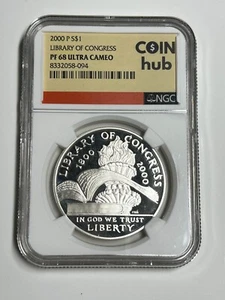 2000 P S$1
LIBRARY OF CONGRESS
PF 68 ULTRA CAMEO
8332058-094
COIN
hub
NGC
LIBRARY OF CONGRESS
1800 2000
IN GOD WE TRUST
LIBERTY